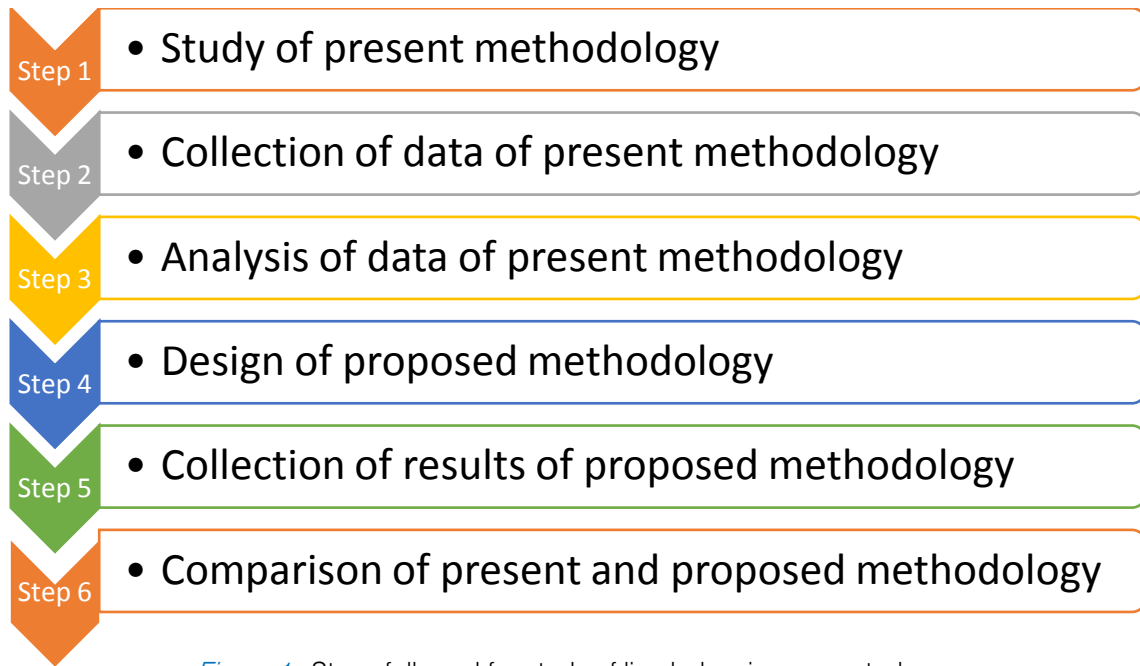 Step 1
• Study of present methodology
Step 2
• Collection of data of present methodology
Step 3
• Analysis of data of present methodology
Step 4
• Design of proposed methodology
Step 5
• Collection of results of proposed methodology
Step 6
• Comparison of present and proposed methodology